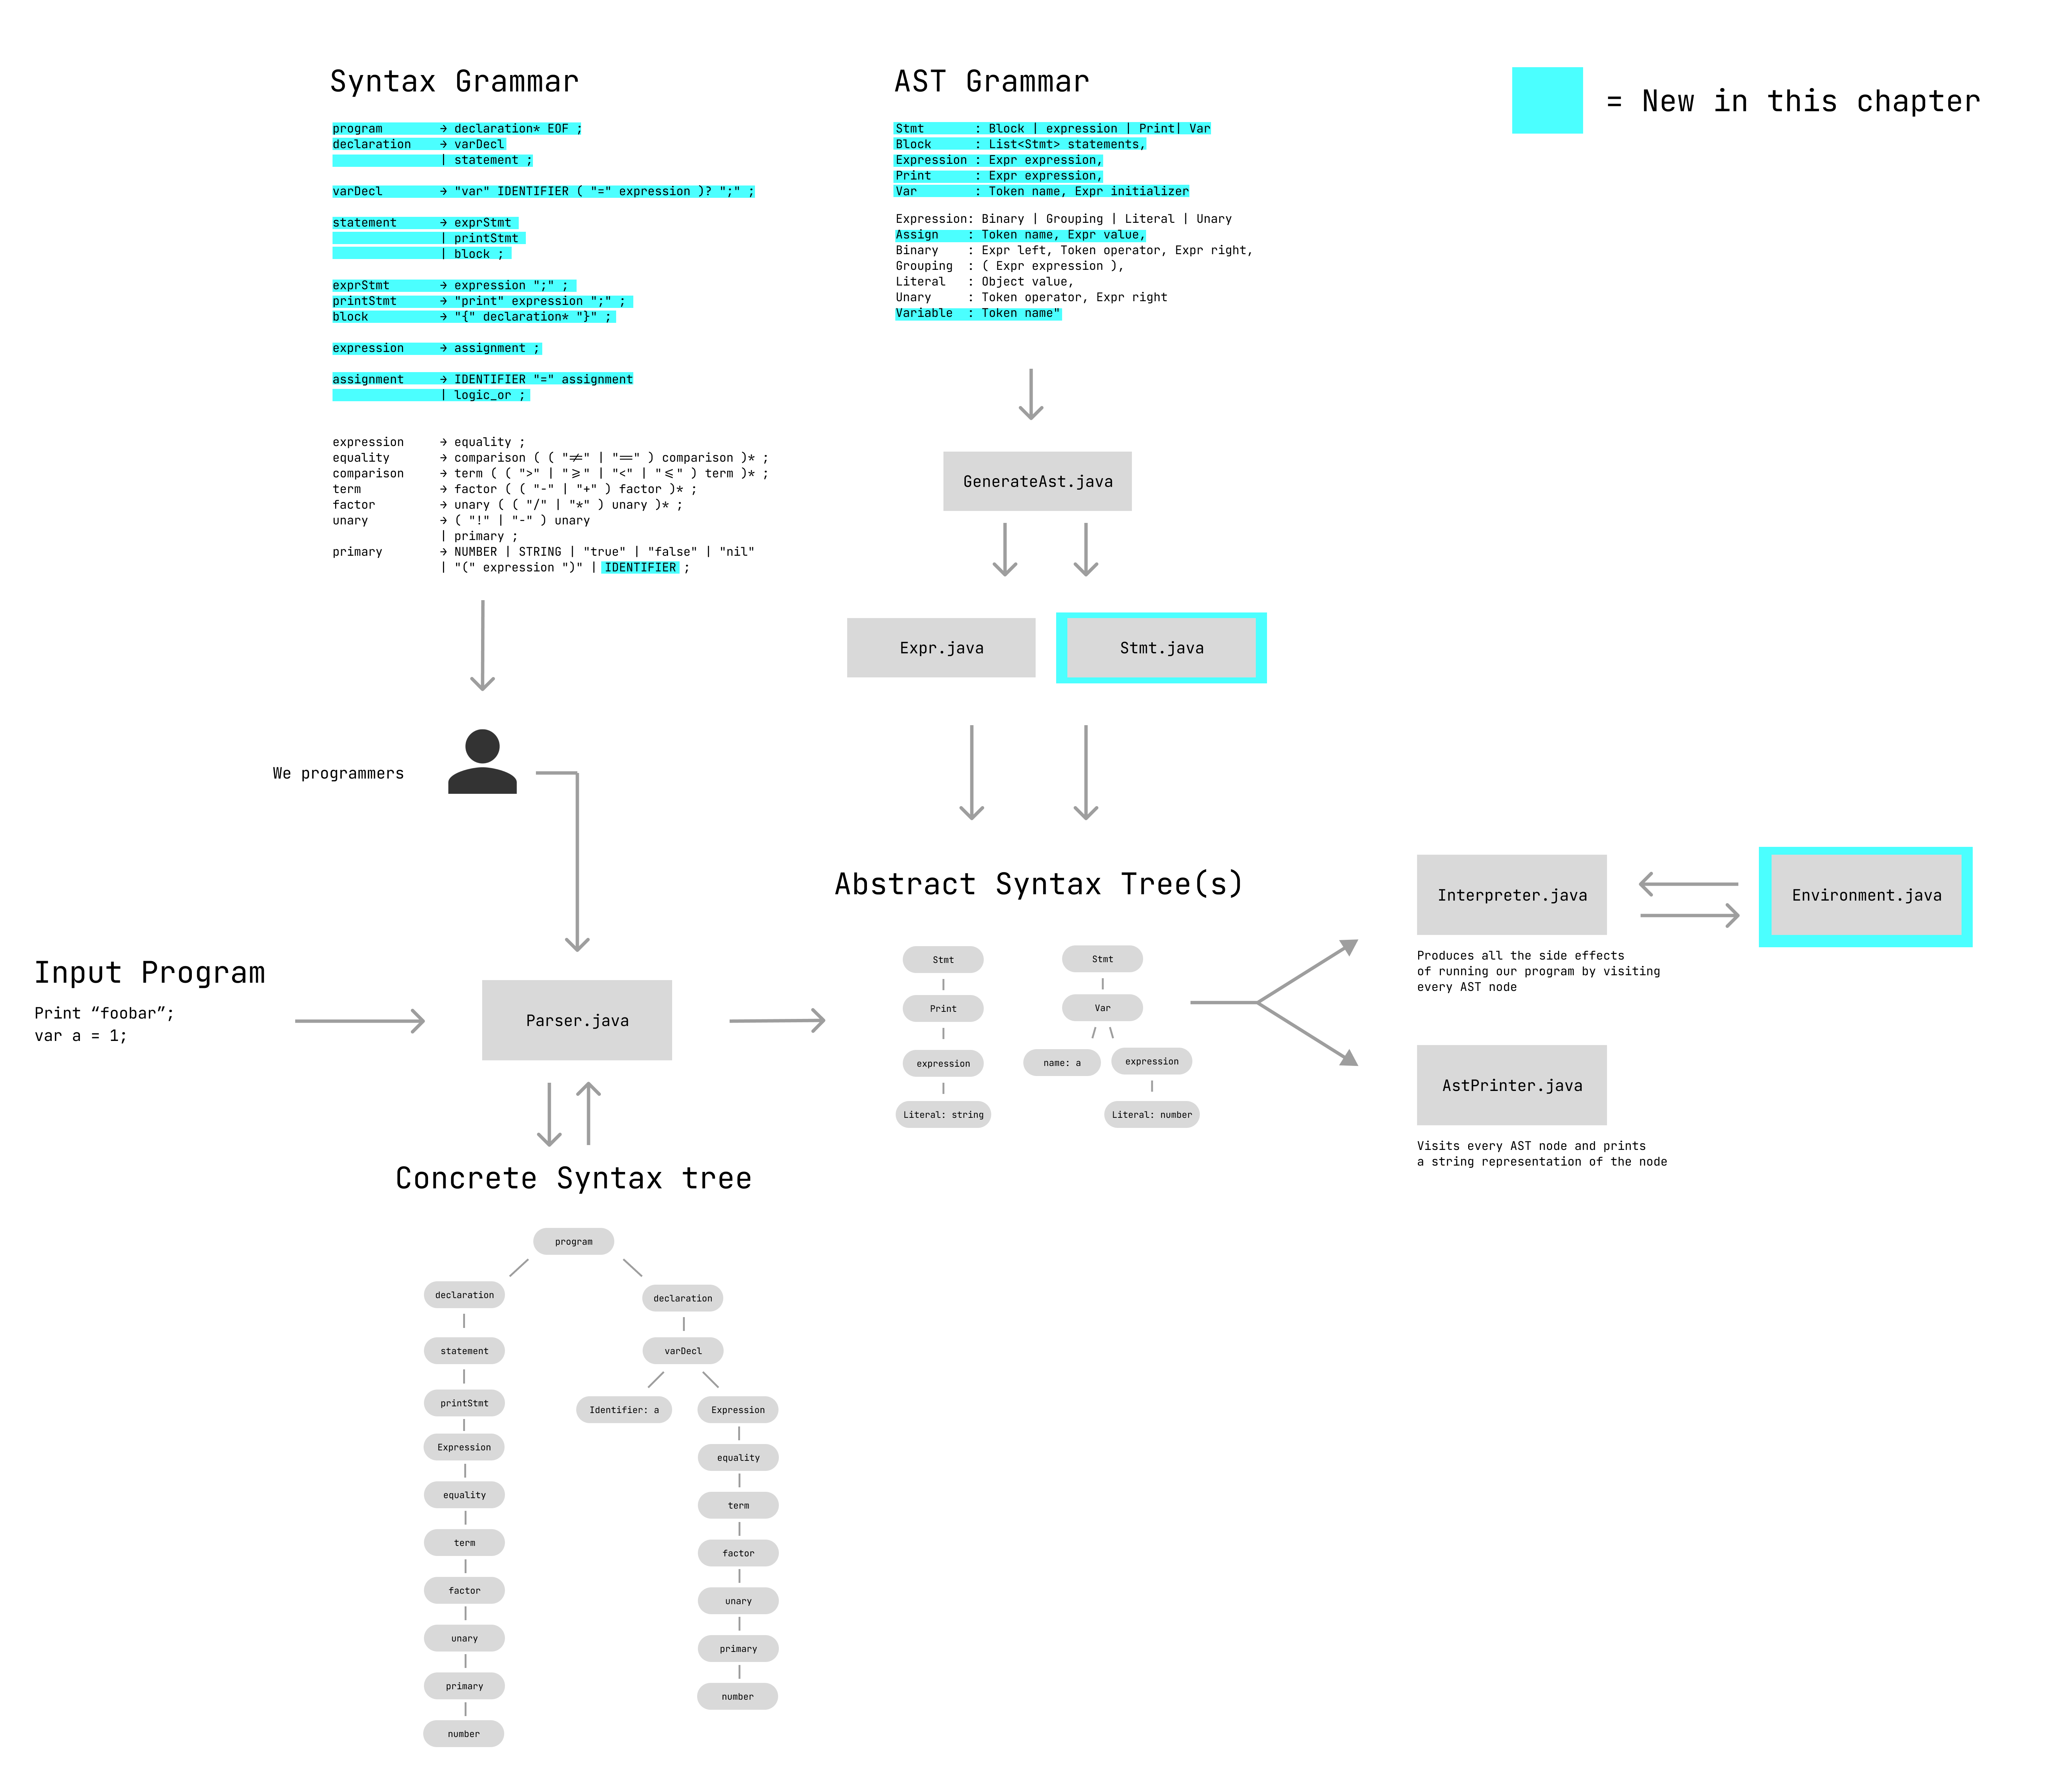 Syntax Grammar
program        → declaration* EOF ;
declaration    → varDecl
               | statement ;
varDecl        → "var" IDENTIFIER ( "=" expression )? ";" ;
statement      → exprStmt
               | printStmt
               | block ;
exprStmt       → expression ";" ;
printStmt      → "print" expression ";" ;
block          → "{" declaration* "}" ;
expression     → assignment ;
assignment     → IDENTIFIER "=" assignment
               | logic_or ;
expression     → equality ;
equality       → comparison ( ( "≠" | "==" ) comparison )* ;
comparison     → term ( ( ">" | "≥" | "<" | "≤" ) term )* ;
term           → factor ( ( "-" | "+" ) factor )* ;
factor         → unary ( ( "/" | "*" ) unary )* ;
unary          → ( "!" | "-" ) unary
               | primary ;
primary        → NUMBER | STRING | "true" | "false" | "nil"
               | "(" expression ")" | IDENTIFIER ;
AST Grammar
Stmt       : Block | expression | Print| Var
Block      : List<Stmt> statements,
Expression : Expr expression,
Print      : Expr expression,
Var        : Token name, Expr initializer
Expression: Binary | Grouping | Literal | Unary
Assign    : Token name, Expr value,
Binary    : Expr left, Token operator, Expr right,
Grouping  : ( Expr expression ),
Literal   : Object value,
Unary     : Token operator, Expr right
Variable  : Token name"
= New in this chapter
GenerateAst.java
Expr.java
Stmt.java
We programmers
Input Program
Print “foobar”;
var a = 1;
Parser.java
Abstract Syntax Tree(s)
Stmt
Print
expression
Literal: string
Stmt
Var
name: a
expression
Literal: number
Interpreter.java
Produces all the side effects
of running our program by visiting
every AST node
Environment.java
AstPrinter.java
Visits every AST node and prints
a string representation of the node
Concrete Syntax tree
program
declaration
statement
printStmt
Expression
equality
term
factor
unary
primary
number
declaration
varDecl
Identifier: a
Expression
equality
term
factor
unary
primary
number